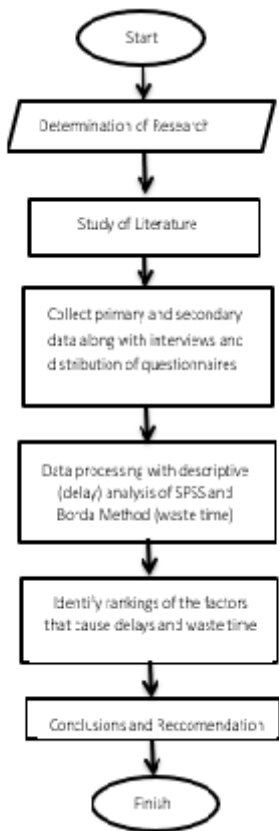 Start
Determination of Research
Study of Literature
Collect primary and secondary
data along with interviews and
distribution of questionnaires
Data processing with descriptive
(delay) analysis of SPSS and
Borda Method (waste time)
Identify rankings of the factors
that cause delays and waste time
Conclusions and Reccomendation
Finish